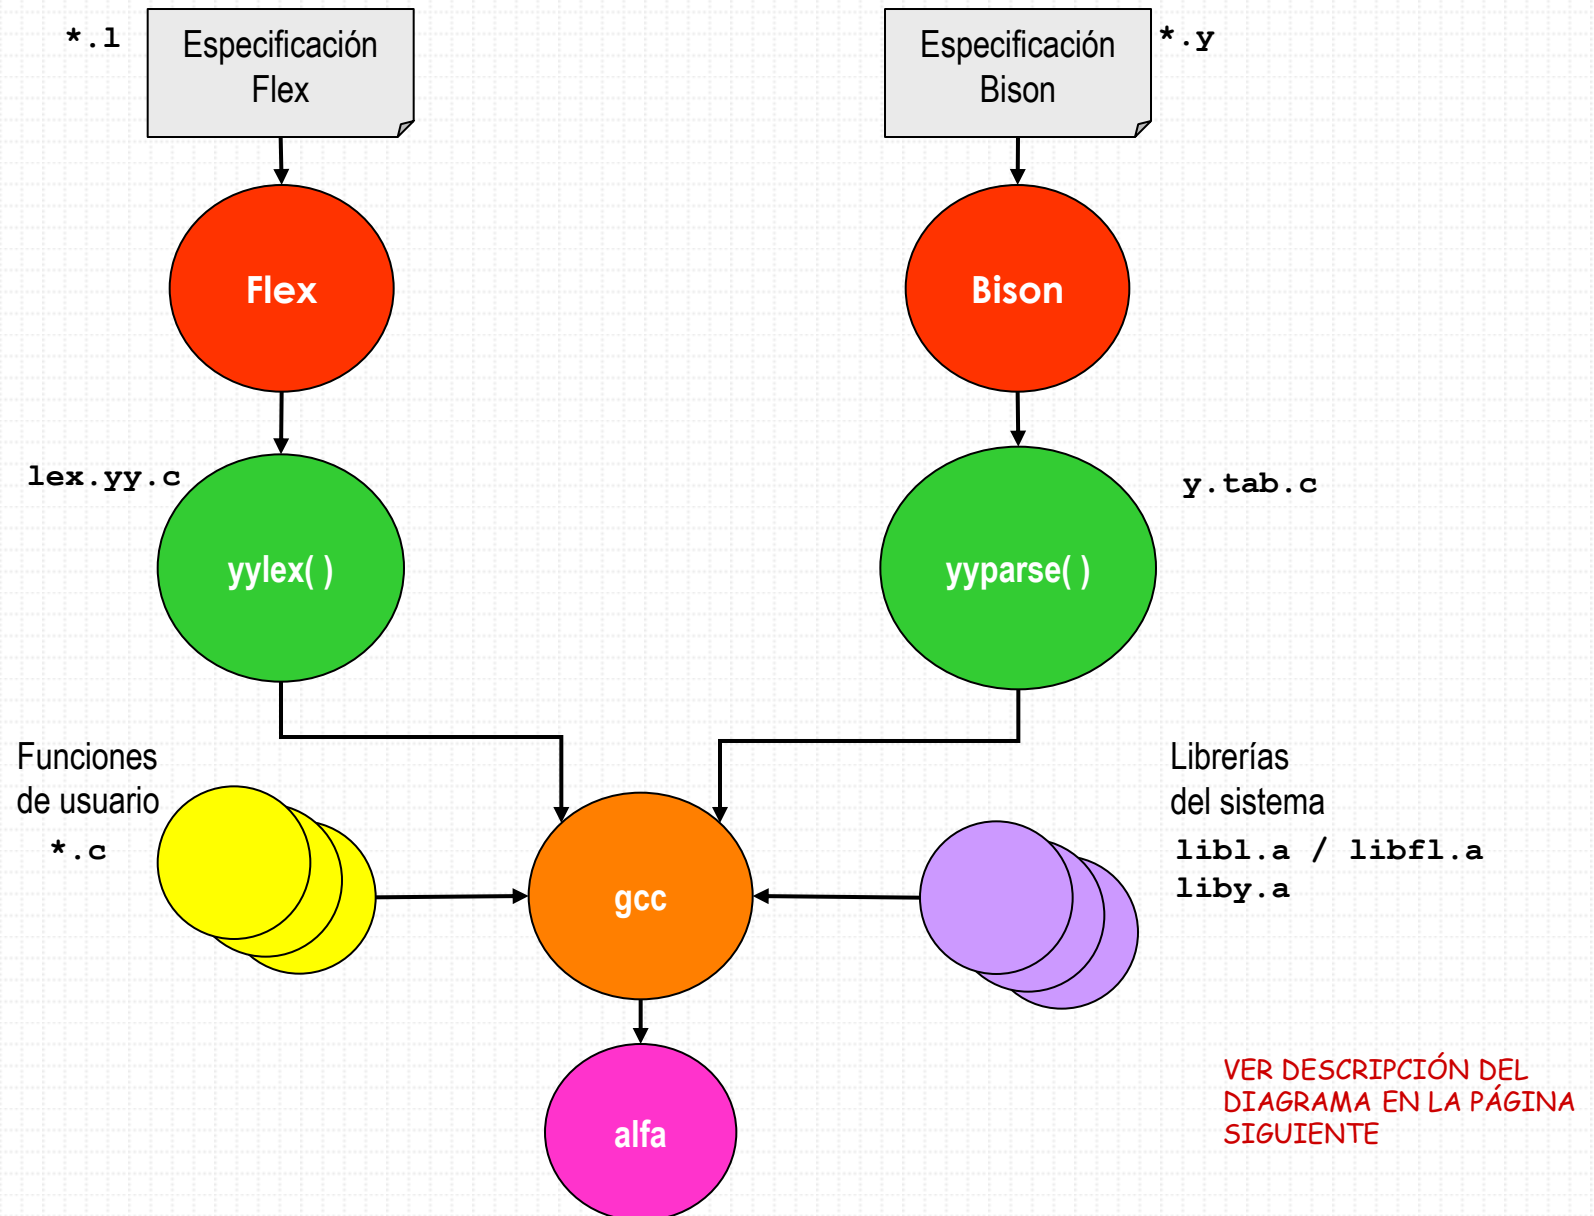 *.l
Especificación
Flex
Especificación
Bison
*.y
Flex
Bison
lex.yy.c
y.tab.c
yylex( )
yyparse( )
Funciones
de usuario
*.c
Librerías
del sistema
libl.a / libfl.a
liby.a
gcc
alfa
VER DESCRIPCIÓN DEL
DIAGRAMA EN LA PÁGINA
SIGUIENTE